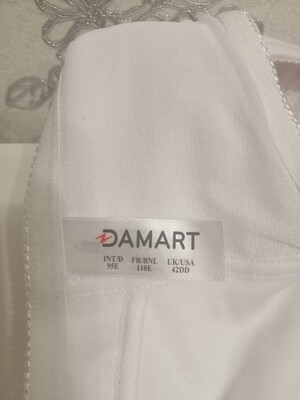 DAMART
INT/D FR/BNL UK/USA
95E 110E 42DD